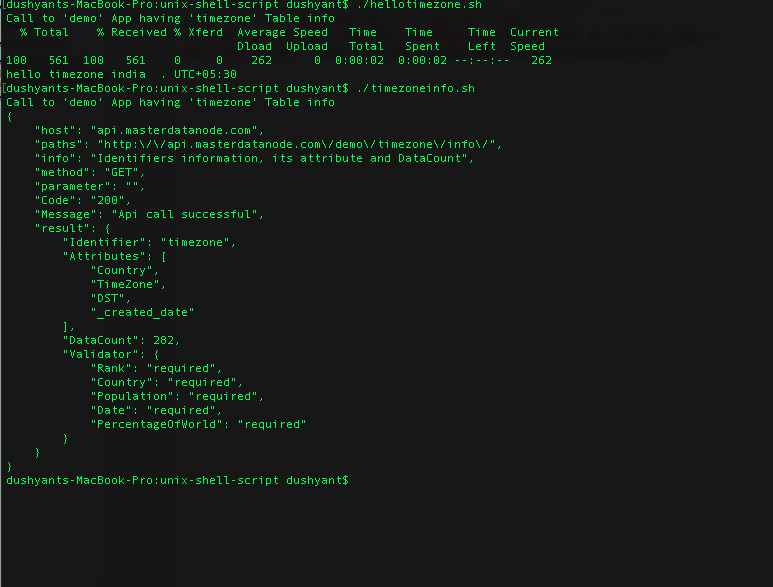 [dushyants-MacBook-Pro:unix-shell-script dushyant$ ./hellotimezone.sh
Call to 'demo' App having 'timezone' Table info
  % Total    % Received % Xferd  Average Speed   Time    Time     Time  Current
                                 Dload  Upload   Total   Spent    Left  Speed
100   561  100   561    0     0    262      0  0:00:02  0:00:02 --:--:--   262
hello timezone india  . UTC+05:30
[dushyants-MacBook-Pro:unix-shell-script dushyant$ ./timezoneinfo.sh
Call to 'demo' App having 'timezone' Table info
{
    "host": "api.masterdatanode.com",
    "paths": "http:\/\/api.masterdatanode.com\/demo\/timezone\/info\/",
    "info": "Identifiers information, its attribute and DataCount",
    "method": "GET",
    "parameter": "",
    "Code": "200",
    "Message": "Api call successful",
    "result": {
        "Identifier": "timezone",
        "Attributes": [
            "Country",
            "TimeZone",
            "DST",
            "_created_date"
        ],
        "DataCount": 282,
        "Validator": {
            "Rank": "required",
            "Country": "required",
            "Population": "required",
            "Date": "required",
            "PercentageOfWorld": "required"
        }
    }
}
dushyants-MacBook-Pro:unix-shell-script dushyant$